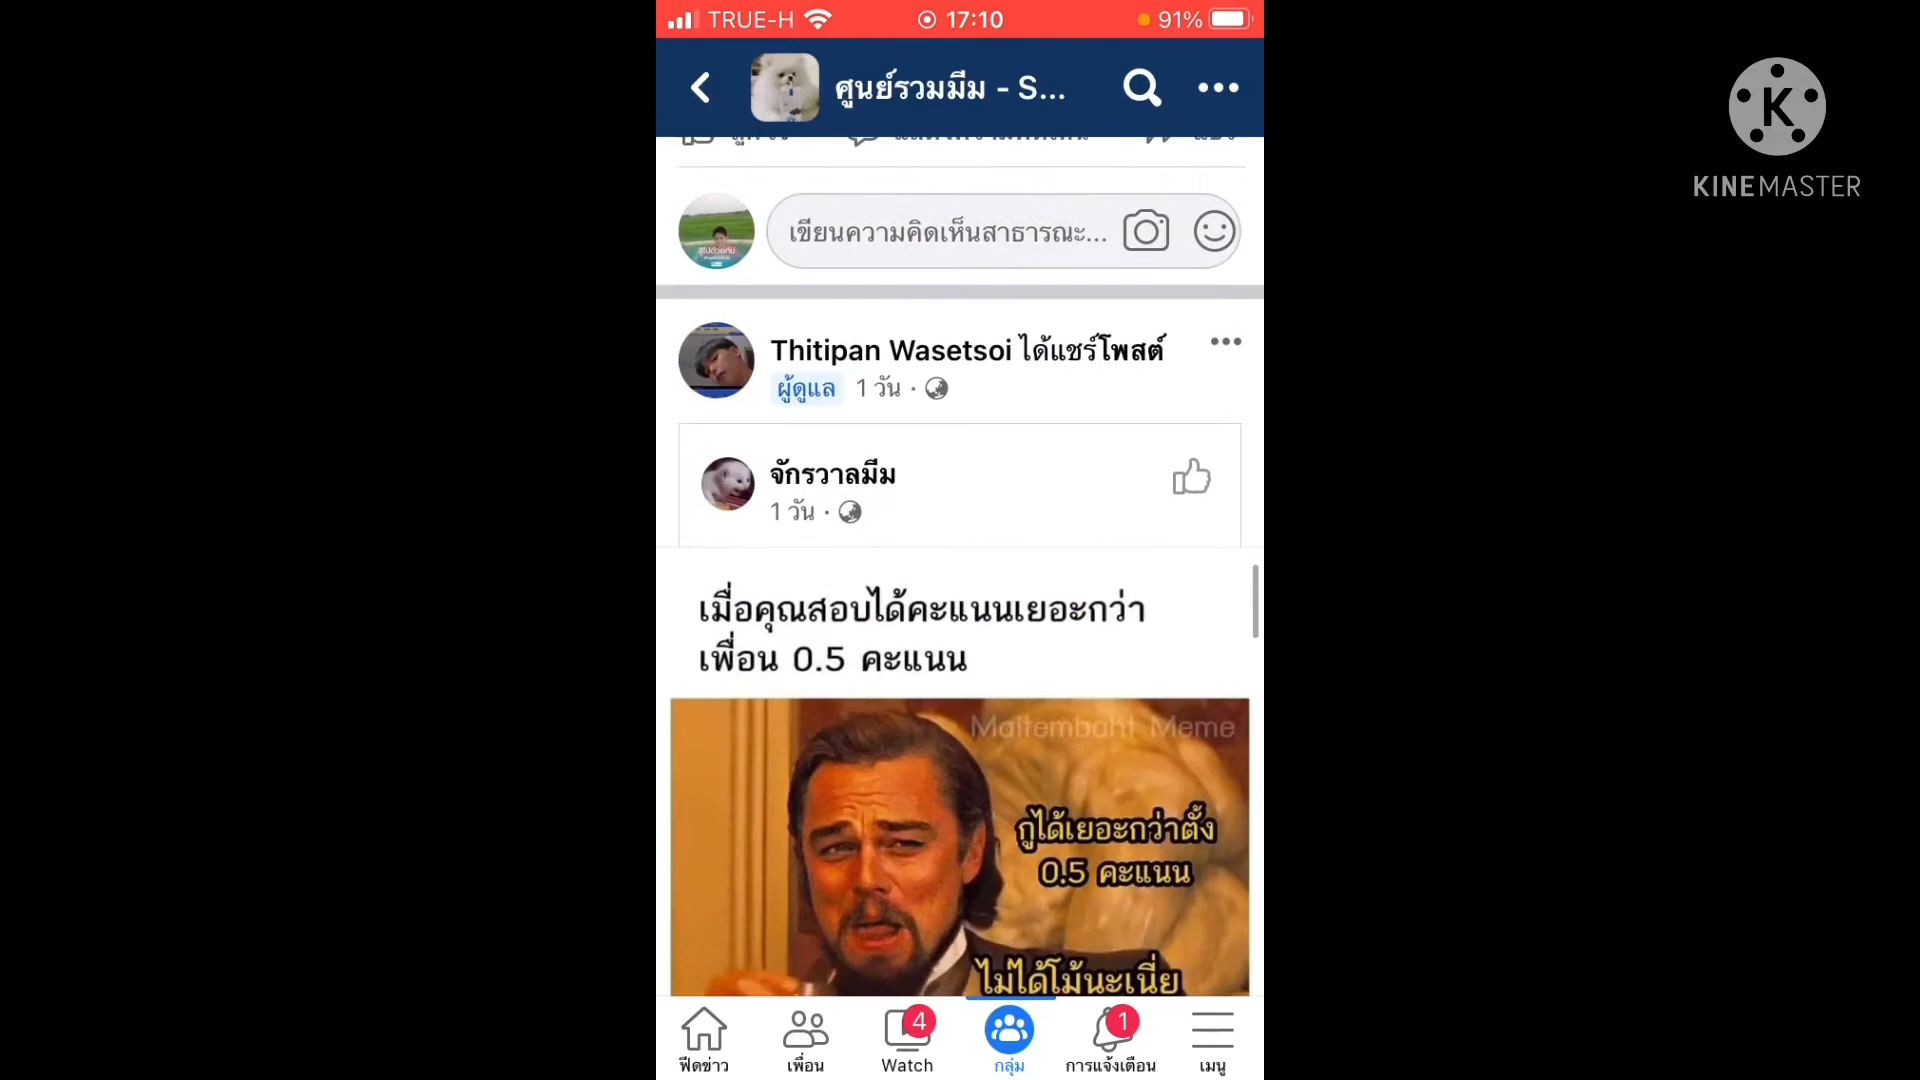 TRUE-H
17:10
91%
ศูนย์รวมมีม - S...
เขียนความคิดเห็นสาธารณะ...
Thitipan Wasetsoi ได้แชร์โพสต์
ผู้ดูแล 1 วัน ·
จักรวาลมีม
1 วัน ·
เมื่อคุณสอบได้คะแนนเยอะกว่า
เพื่อน 0.5 คะแนน
Maitembaht Meme
กูได้เยอะกว่าตั้ง
0.5 คะแนน
ไม่ได้โม้นะเนี่ย
4
1
ฟีดข่าว
เพื่อน
Watch
กลุ่ม
การแจ้งเตือน
เมนู
K
KINEMASTER